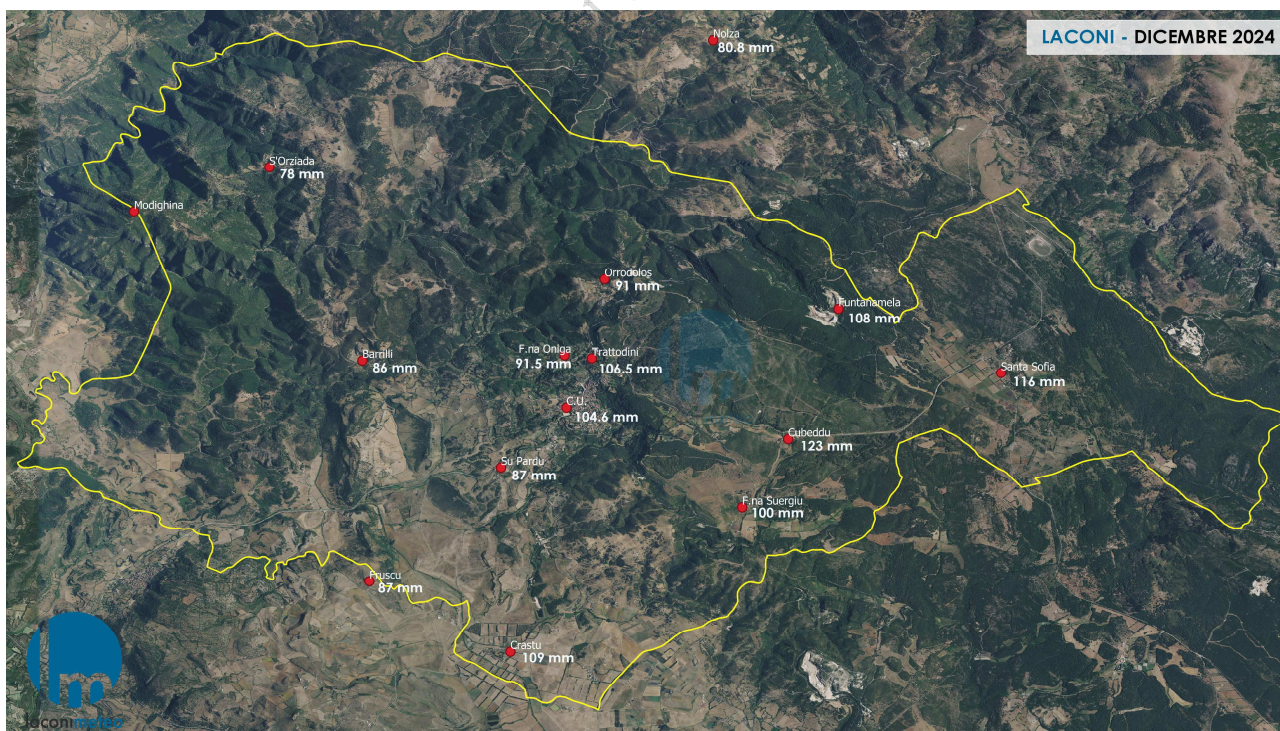 LACONI - DICEMBRE 2024
Nolza
80.8 mm
S'Orziada
78 mm
Modighina
Orrodolos
91 mm
Funtanamela
108 mm
F.na Oniga
91.5 mm
Trattodini
106.5 mm
Barrilli
86 mm
Santa Sofia
116 mm
C.U.
104.6 mm
Cubeddu
123 mm
Su Pardu
87 mm
F.na Suergiu
100 mm
Fruscu
87 mm
Crastu
109 mm
laconimeteo